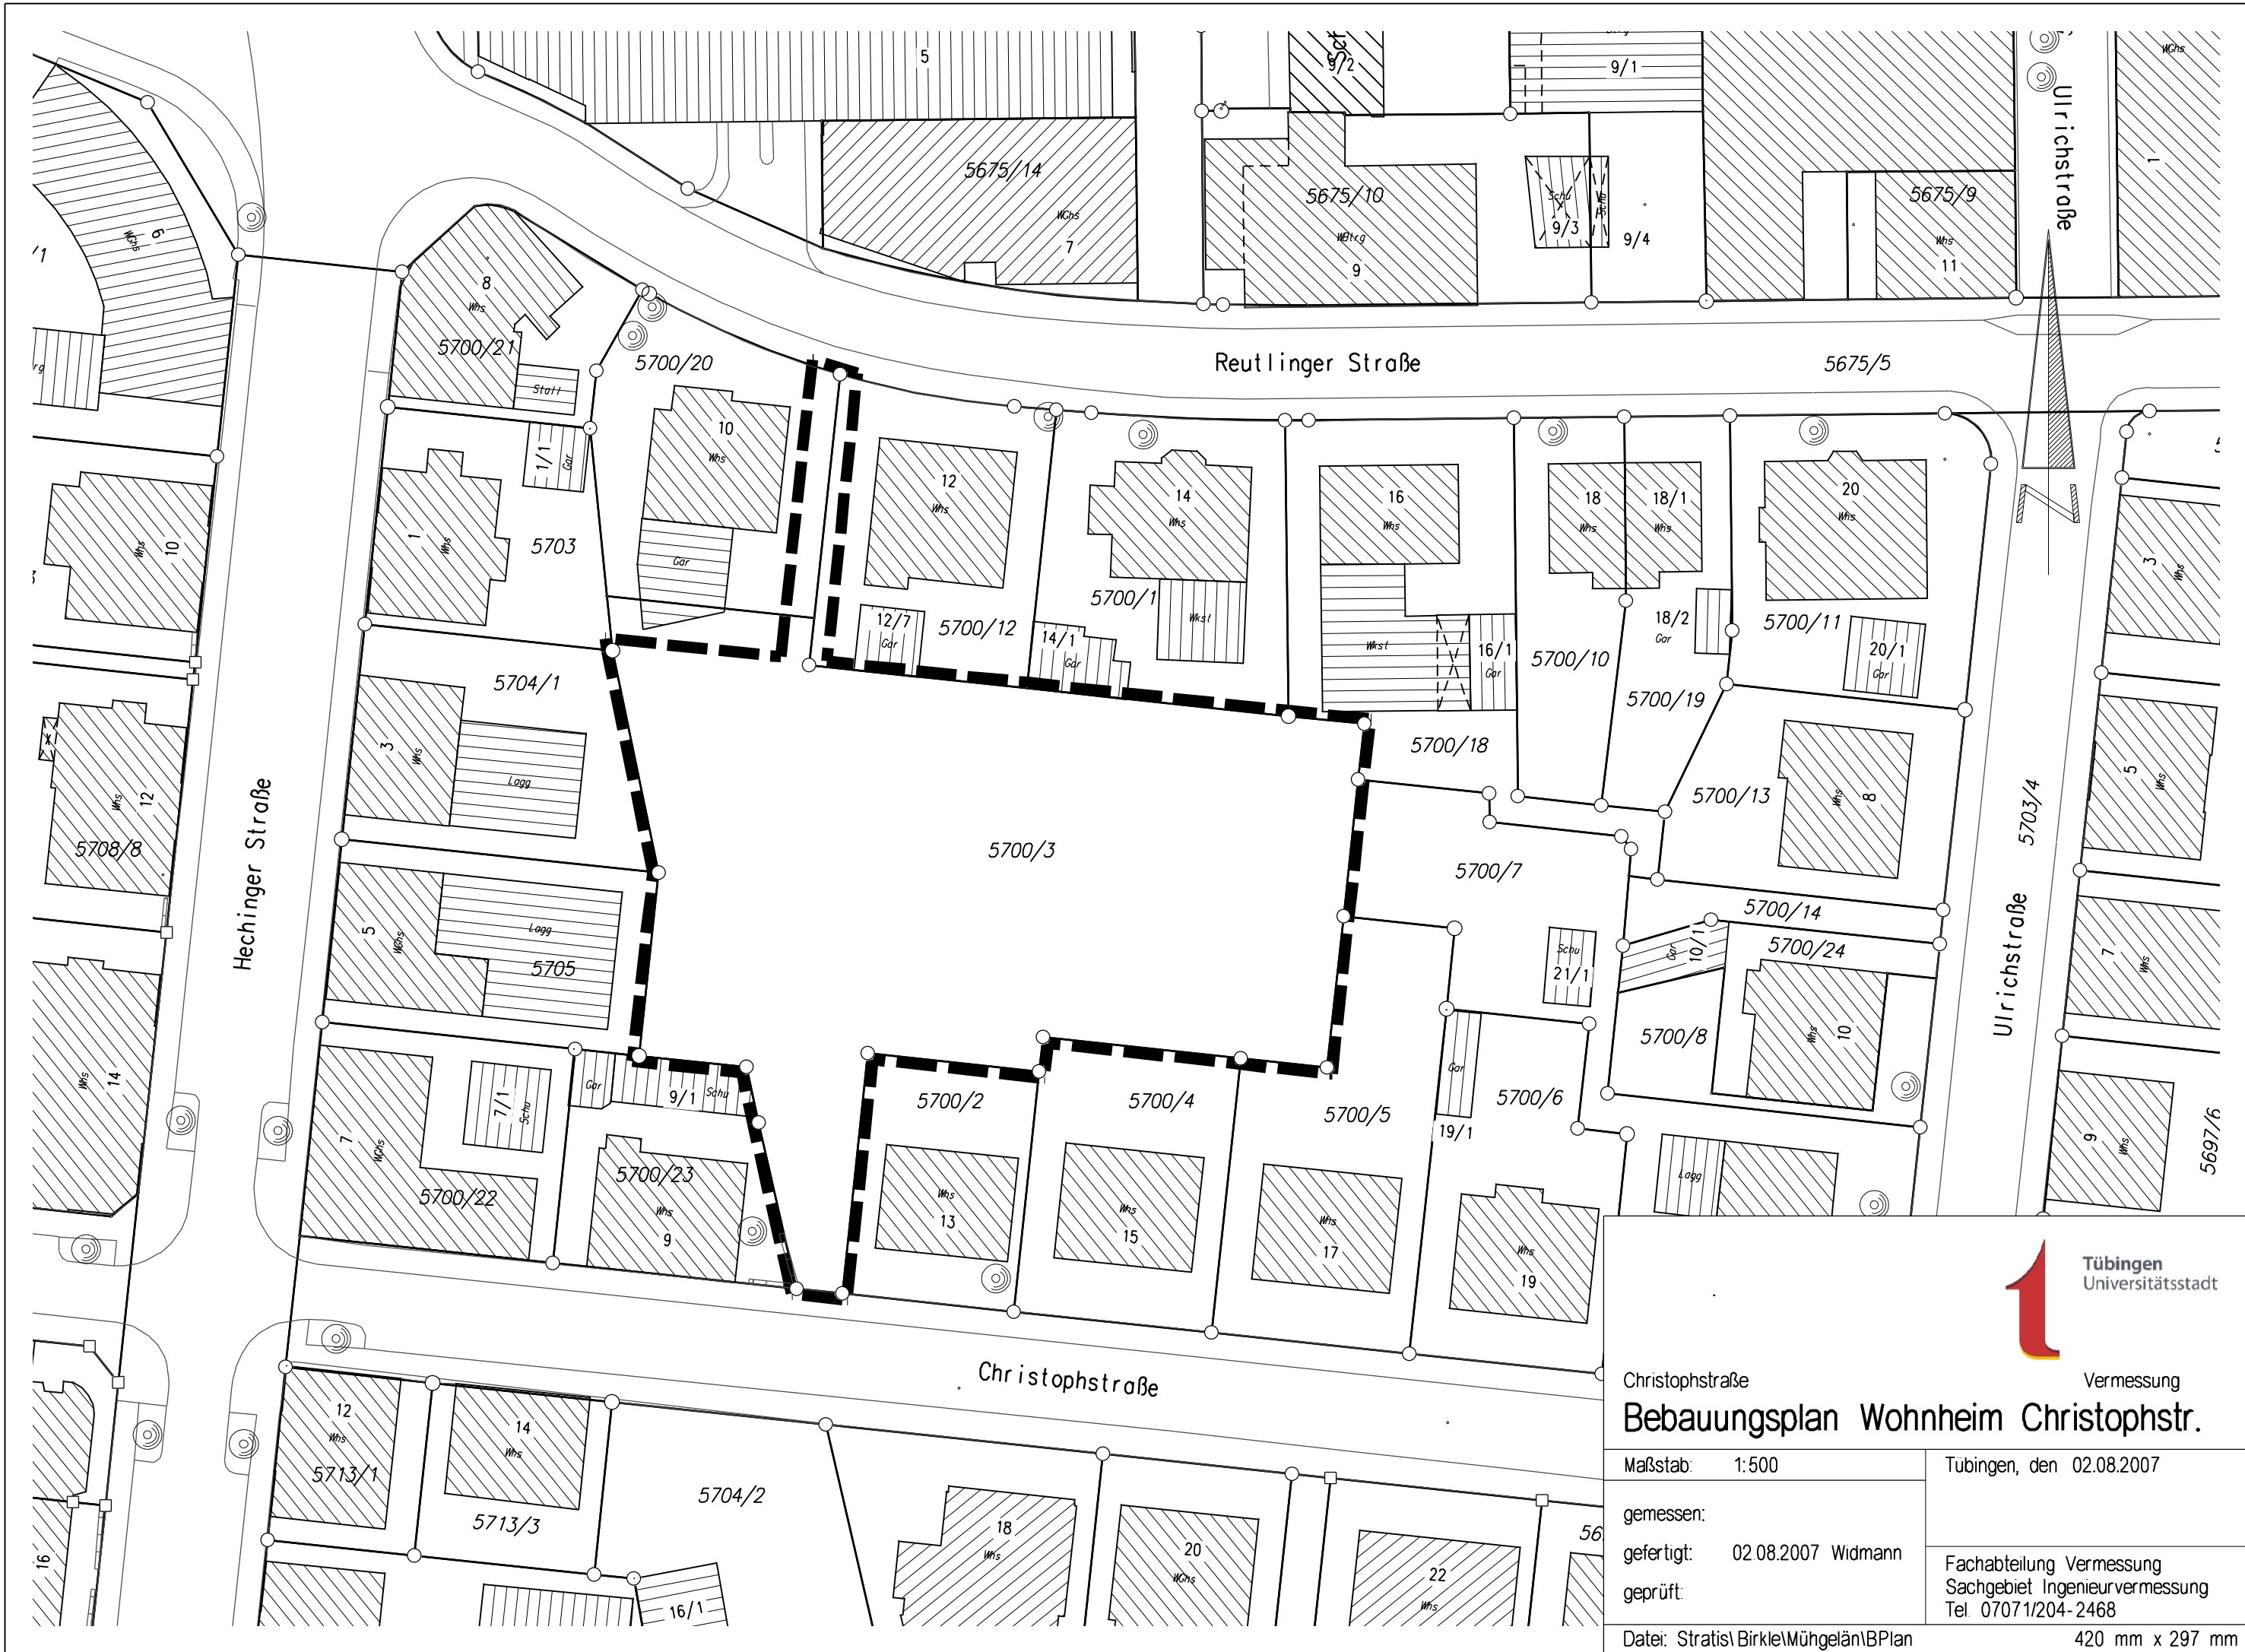 5
9/2
9/1
WGhs
Ulrichstraße
6
WGhs
5675/14
WGhs
7
5675/10
WBtrg
9
Schu
9/3
Schu
9/4
5675/9
Whs
11
1
/1
8
Whs
5700/21
Stall
5700/20
Reutlinger Straße
5675/5
10
Whs
Gar
1/1
Gar
5703
1
Whs
12
Whs
12/7
Gar
5700/12
14
Whs
5700/1
Wkst
14/1
Gar
16
Whs
Wkst
16/1
Gar
5700/10
18
Whs
18/1
Whs
18/2
Gar
5700/19
20
Whs
5700/11
20/1
Gar
N
3
Whs
10
Whs
5704/1
3
Whs
Lagg
5700/18
5700/13
8
Whs
5703/4
5
Whs
Whs
12
5708/8
Hechinger Straße
5700/3
5700/7
5700/14
5700/24
Ulrichstraße
7
Whs
5
WGhs
Lagg
5705
Schu
21/1
Gar
10/1
5700/8
Whs
10
Whs
14
7
WGhs
7/1
Schu
5700/22
Gar
9/1
Schu
5700/23
Whs
9
5700/2
Whs
13
5700/4
Whs
15
5700/5
Whs
17
Gar
19/1
5700/6
Whs
19
Lagg
9
Whs
5697/6
Christophstraße
12
Whs
5713/1
14
Whs
5713/3
5704/2
16
16/1
18
Whs
20
WGhs
22
Whs
56
Tübingen
Universitätsstadt
Christophstraße Vermessung
Bebauungsplan Wohnheim Christophstr.
Maßstab: 1:500
Tübingen, den 02.08.2007
gemessen:
gefertigt: 02.08.2007 Widmann
geprüft:
Fachabteilung Vermessung
Sachgebiet Ingenieurvermessung
Tel. 07071/204-2468
Datei: Stratis\Birkle\Mühgelän\BPlan 420 mm x 297 mm